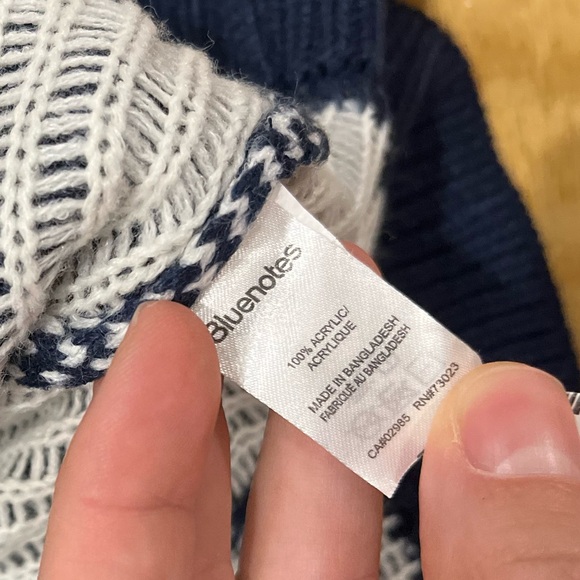 Bluenotes
100% ACRYLIC/
ACRYLIQUE
MADE IN BANGLADESH
FABRIQUÉ AU BANGLADESH
CA#02985 RN#73023